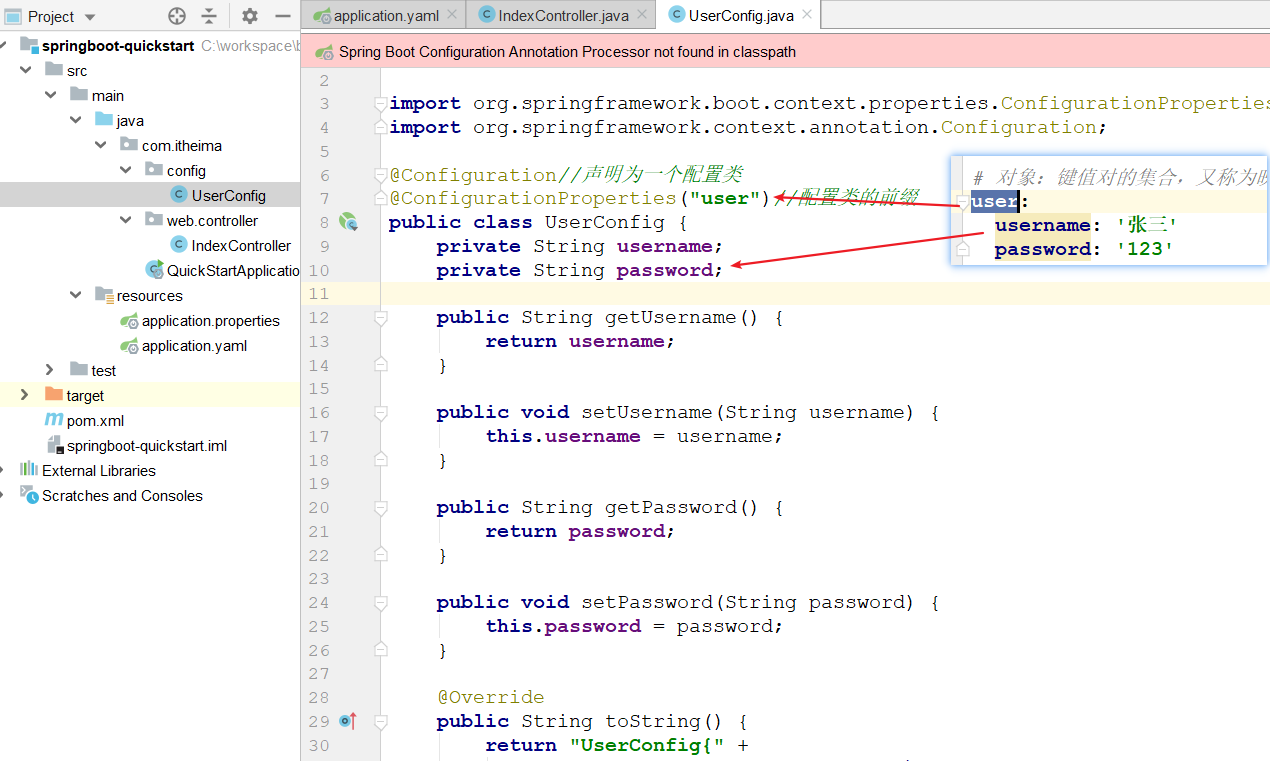 Project
application.yaml
IndexController.java
UserConfig.java
springboot-quickstart C:\workspace\
src
main
java
com.itheima
config
UserConfig
web.controller
IndexController
QuickStartApplicatio
resources
application.properties
application.yaml
test
target
pom.xml
springboot-quickstart.iml
External Libraries
Scratches and Consoles
Spring Boot Configuration Annotation Processor not found in classpath
2
3 import org.springframework.boot.context.properties.ConfigurationProperties
4 import org.springframework.context.annotation.Configuration;
5
6 @Configuration//声明为一个配置类
7 @ConfigurationProperties("user")//配置类的前缀
8 public class UserConfig {
9 private String username;
10 private String password;
11
12 public String getUsername() {
13 return username;
14 }
15
16 public void setUsername(String username) {
17 this.username = username;
18 }
19
20 public String getPassword() {
21 return password;
22 }
23
24 public void setPassword(String password) {
25 this.password = password;
26 }
27
28 @Override
29 public String toString() {
30 return "UserConfig{" +
# 对象: 键值对的集合，又称为
user:
username: '张三'
password: '123'